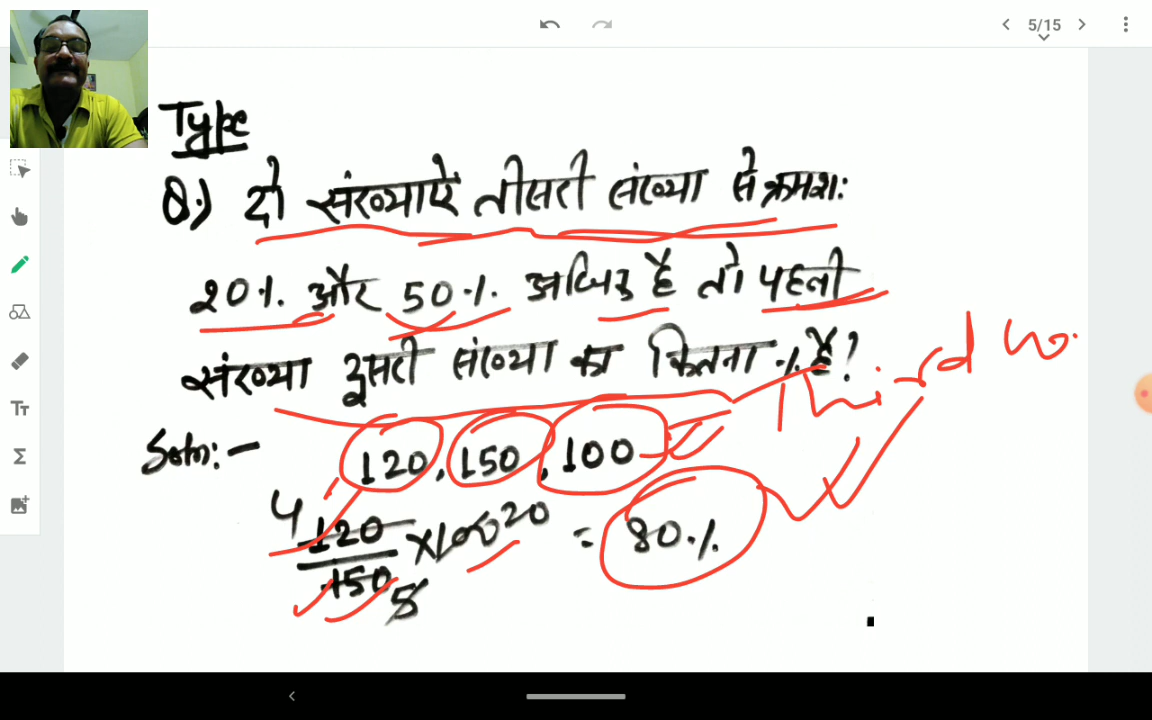 5/15
Type
Q.) दो संख्याऐं तीसरी संख्या से क्रमशः
20% और 50% अधिक है तो पहली
संख्या दूसरी संख्या का कितना % है?
Third no.
Soln:- 120, 150, 100
4
120/150 × 100 20 = 80%
5
Tт
Σ